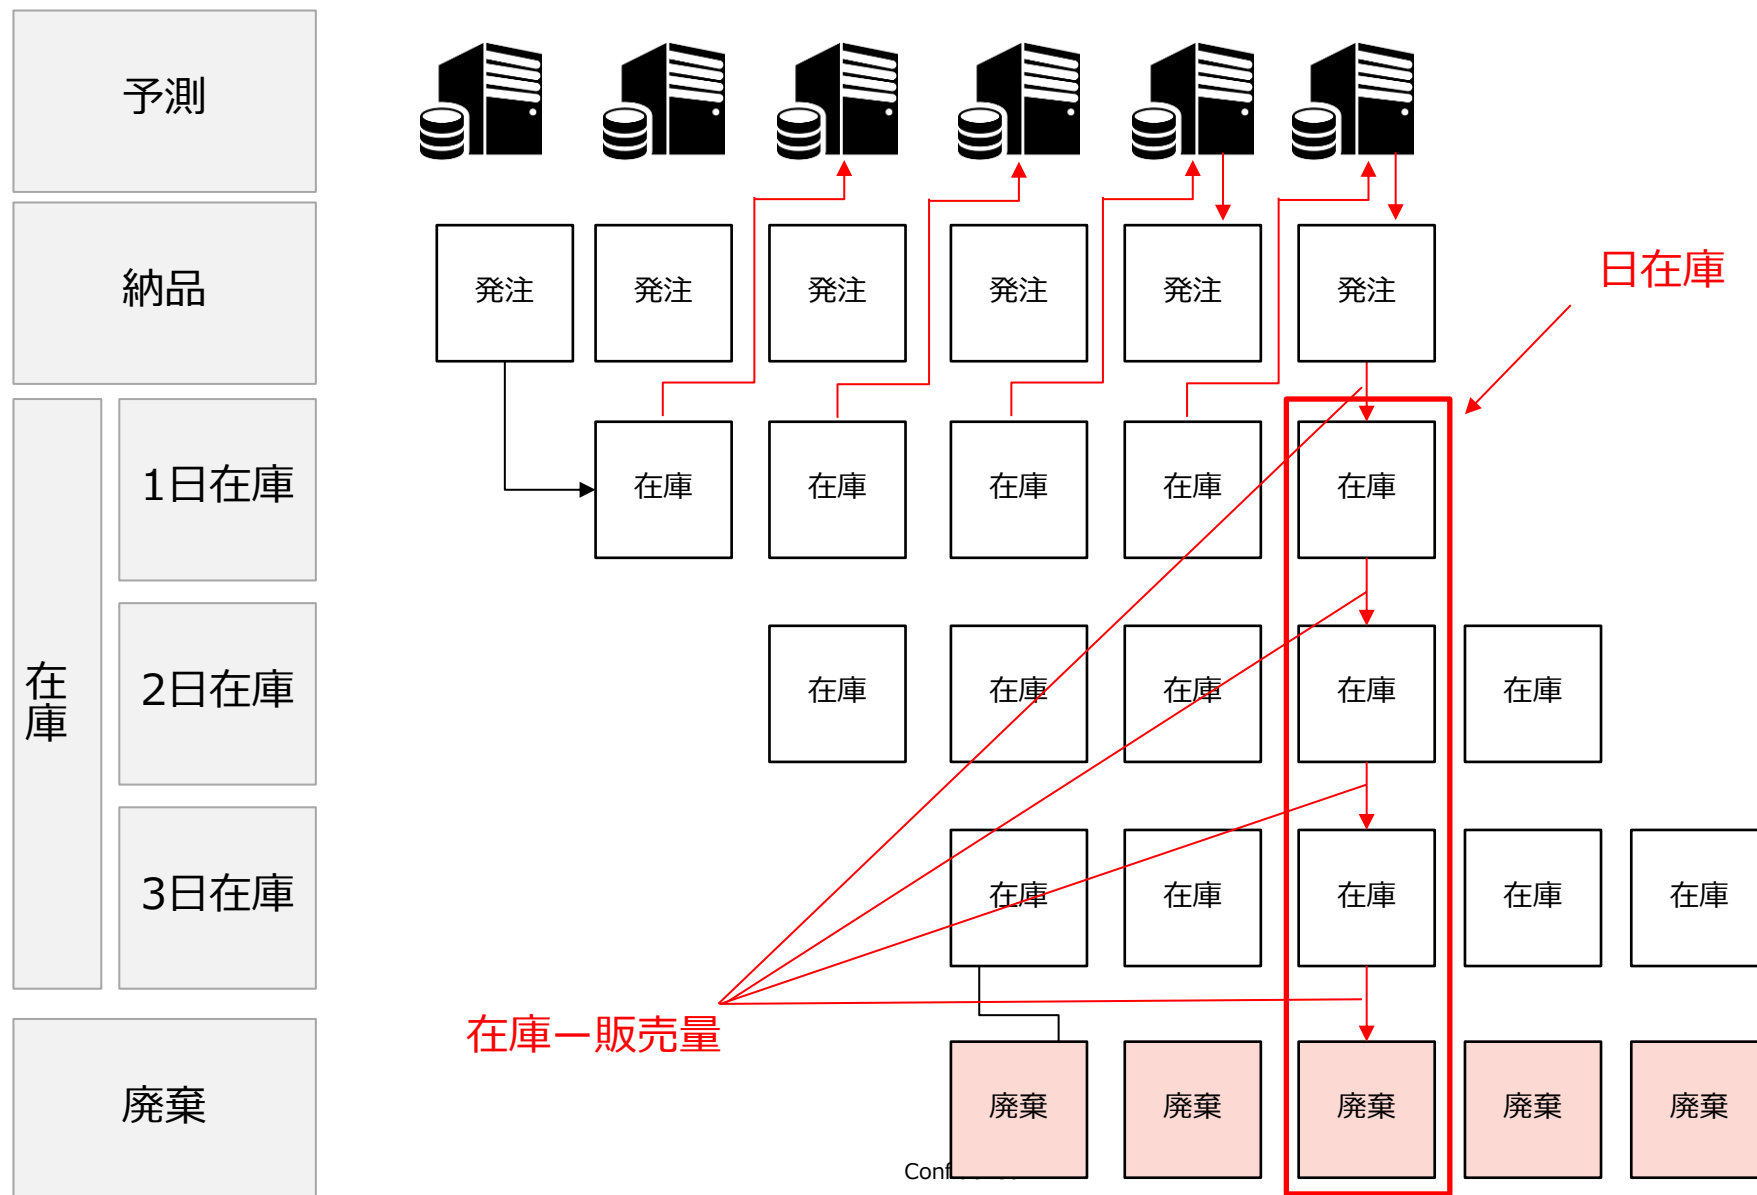 予測
納品
発注 発注 発注 発注 発注 発注
日在庫
在庫
1日在庫
在庫 在庫 在庫 在庫 在庫
2日在庫
在庫 在庫 在庫 在庫 在庫
3日在庫
在庫 在庫 在庫 在庫 在庫
在庫ー販売量
廃棄
廃棄 廃棄 廃棄 廃棄 廃棄